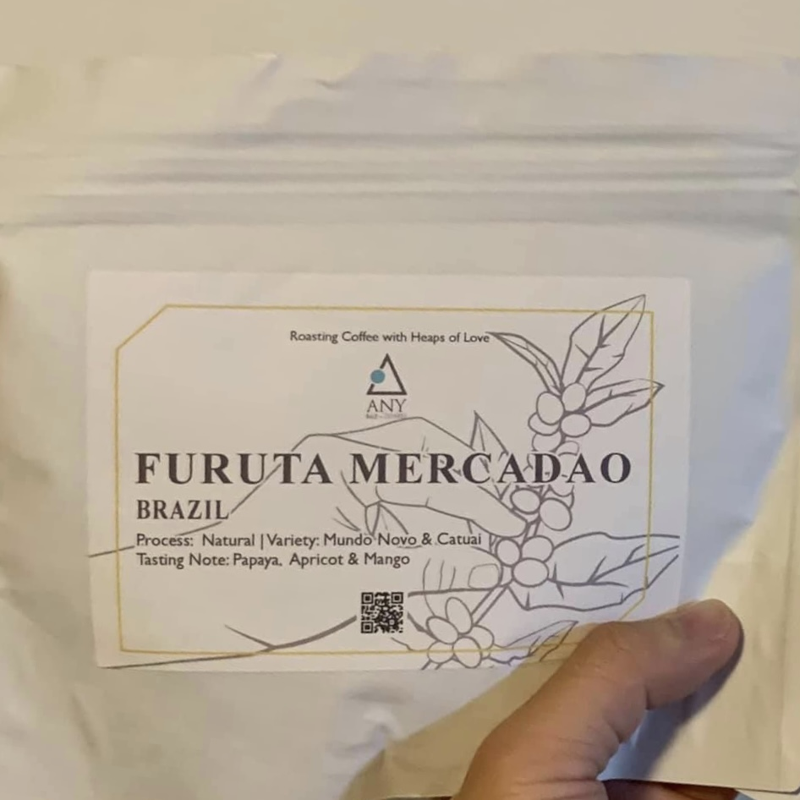 Roasting Coffee with Heaps of Love
ANY
FURUTA MERCADAO
BRAZIL
Process: Natural | Variety: Mundo Novo & Catuai
Tasting Note: Papaya, Apricot & Mango